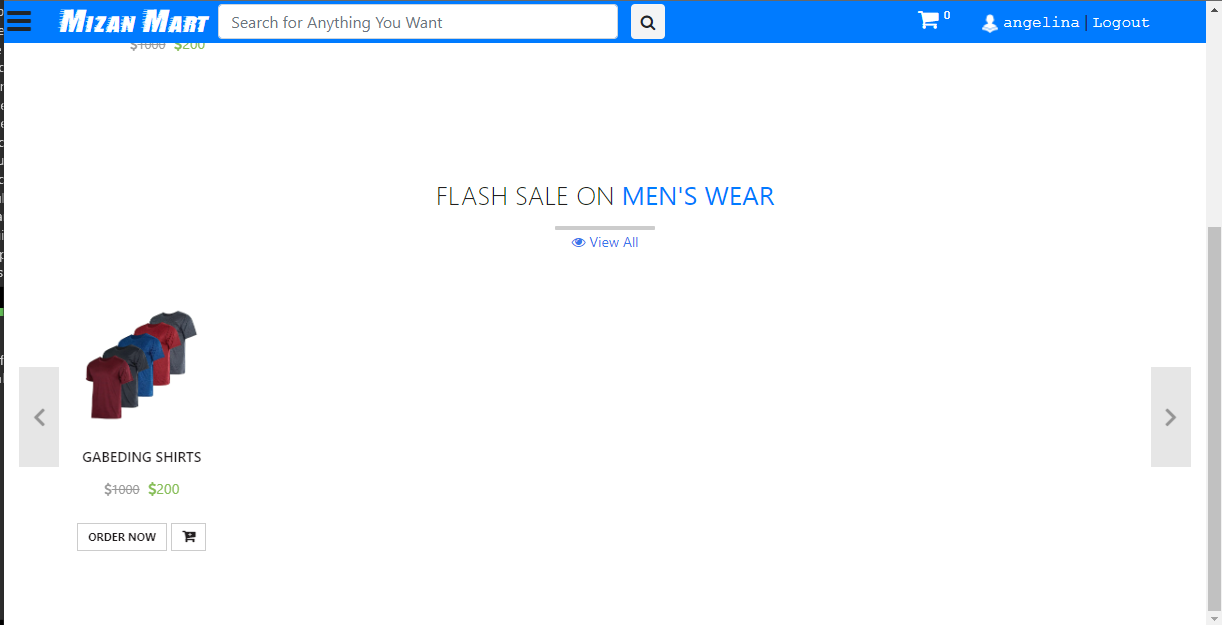 Mizan Mart
Search for Anything You Want
0
angelina | Logout
$1000 $200
FLASH SALE ON MEN'S WEAR
View All
GABEDING SHIRTS
$1000 $200
ORDER NOW